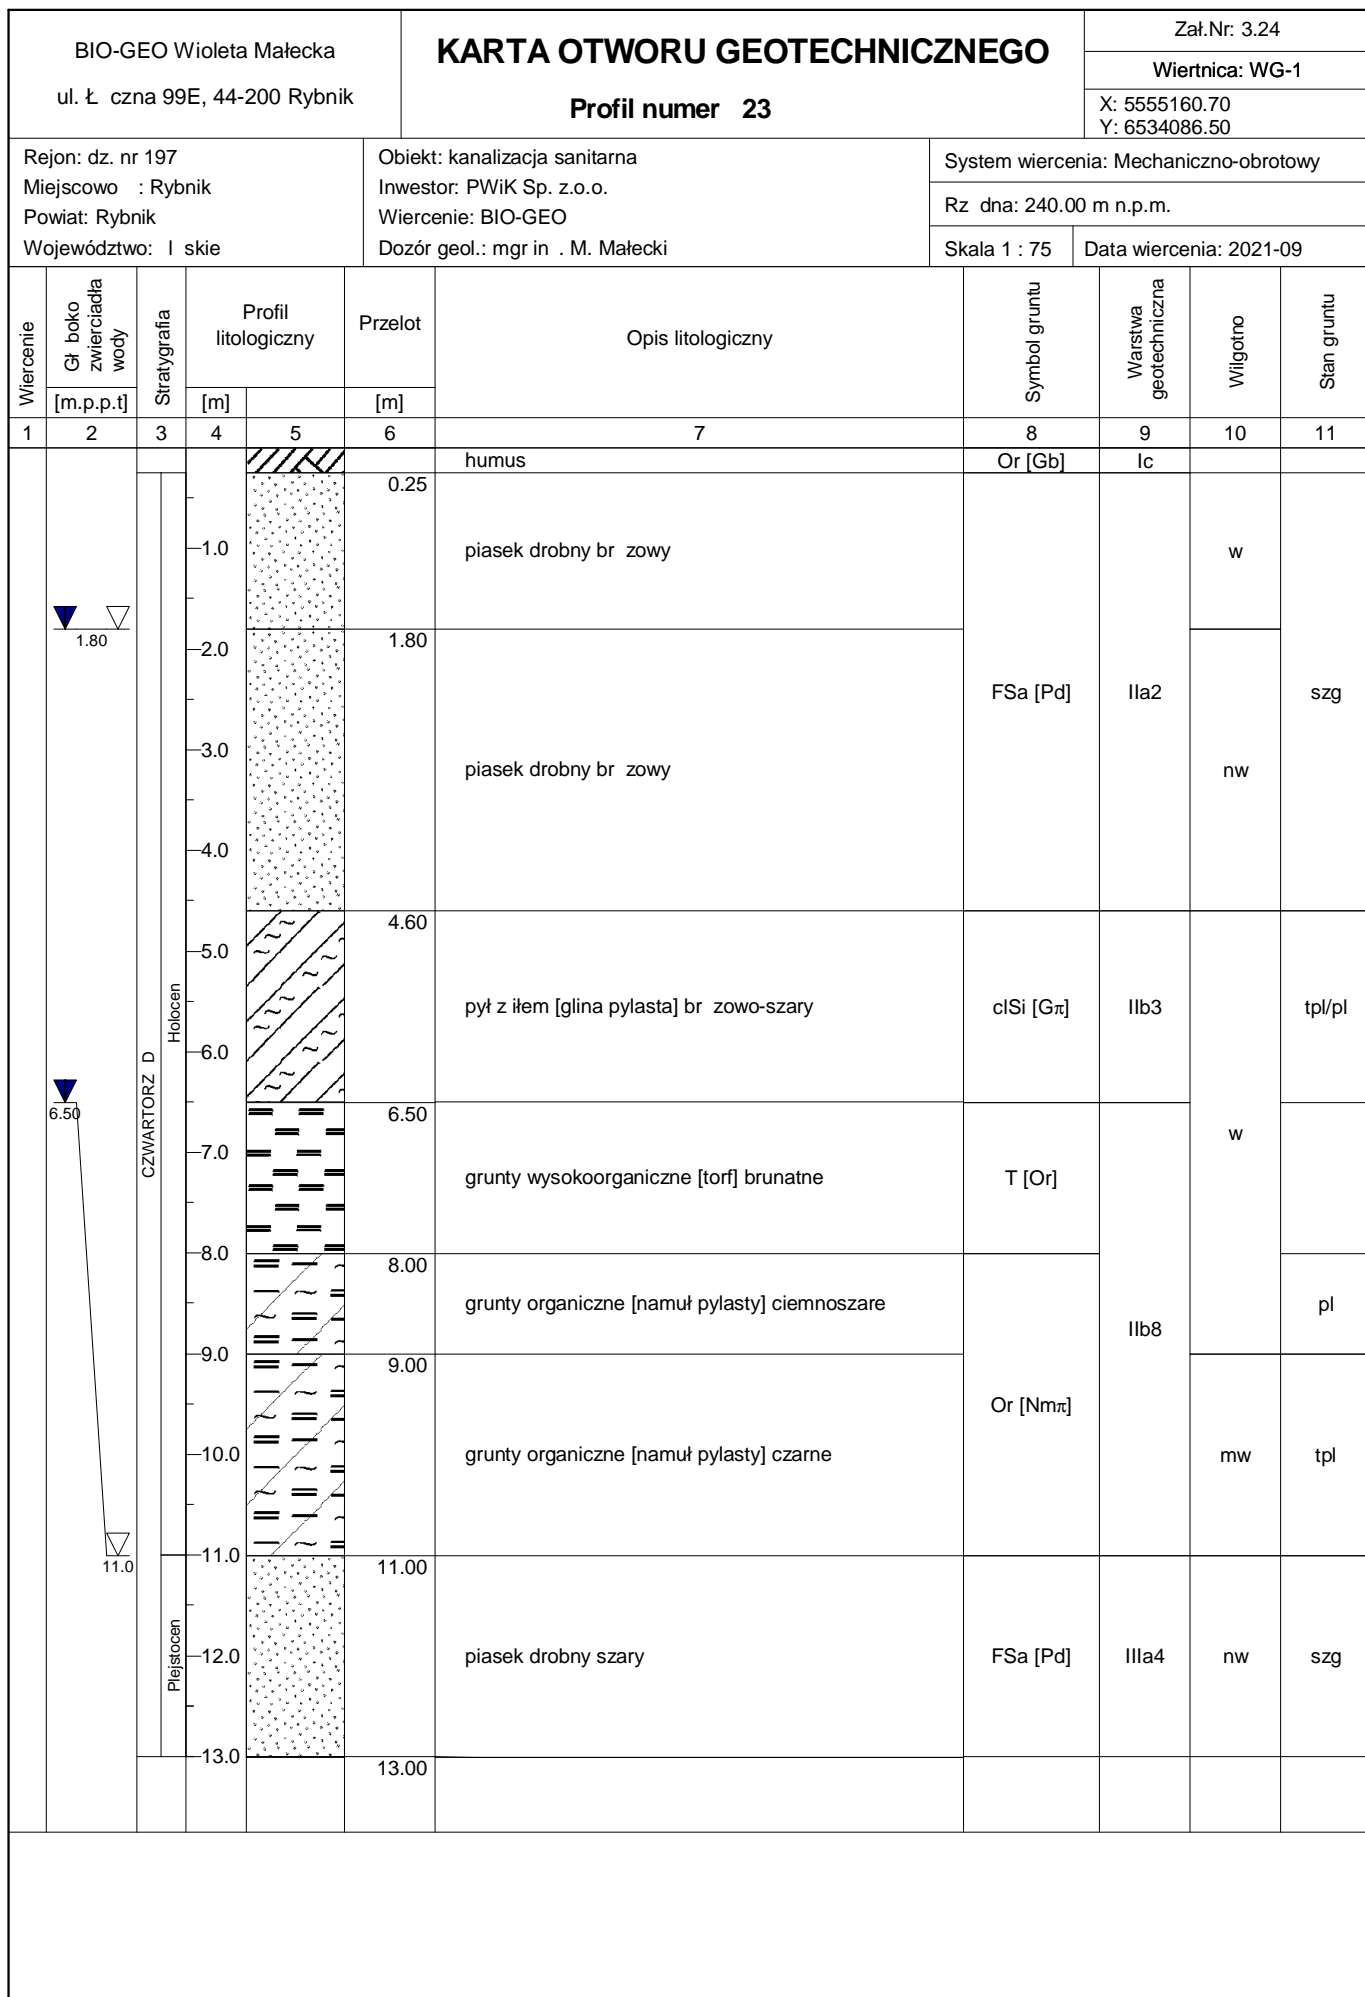 BIO-GEO Wioleta Małecka
ul. Ł czna 99E, 44-200 Rybnik
KARTA OTWORU GEOTECHNICZNEGO
Profil numer 23
Zał.Nr: 3.24
Wiertnica: WG-1
X: 5555160.70
Y: 6534086.50
Rejon: dz. nr 197
Miejscowo : Rybnik
Powiat: Rybnik
Województwo: l skie
Obiekt: kanalizacja sanitarna
Inwestor: PWiK Sp. z.o.o.
Wiercenie: BIO-GEO
Dozór geol.: mgr in . M. Małecki
System wiercenia: Mechaniczno-obrotowy
Rz dna: 240.00 m n.p.m.
Skala 1 : 75
Data wiercenia: 2021-09
Wiercenie
Gł boko
zwierciadła
wody
[m.p.p.t]
Stratygrafia
Profil
litologiczny
[m]
Przelot
[m]
Opis litologiczny
Symbol gruntu
Warstwa
geotechniczna
Wilgotno
Stan gruntu
1 2 3 4 5 6 7 8 9 10 11
humus Or [Gb] Ic
0.25
1.0 piasek drobny br zowy w
1.80 1.80
2.0
FSa [Pd] IIa2 szg
3.0
piasek drobny br zowy nw
4.0
4.60
5.0
Holocen
pył z iłem [glina pylasta] br zowo-szary clSi [Gπ] IIb3 tpl/pl
6.0
CZWARTORZ D
6.50 6.50
w
7.0
grunty wysokoorganiczne [torf] brunatne T [Or]
8.0 8.00
grunty organiczne [namuł pylasty] ciemnoszare pl
IIb8
9.0 9.00
Or [Nmπ]
10.0 grunty organiczne [namuł pylasty] czarne mw tpl
11.0 11.0 11.00
Plejstocen
12.0 piasek drobny szary FSa [Pd] IIIa4 nw szg
13.0 13.00